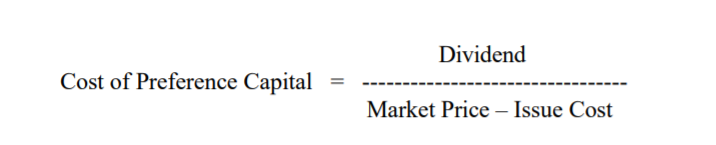 Dividend
Cost of Preference Capital = ---------------------------------
Market Price – Issue Cost